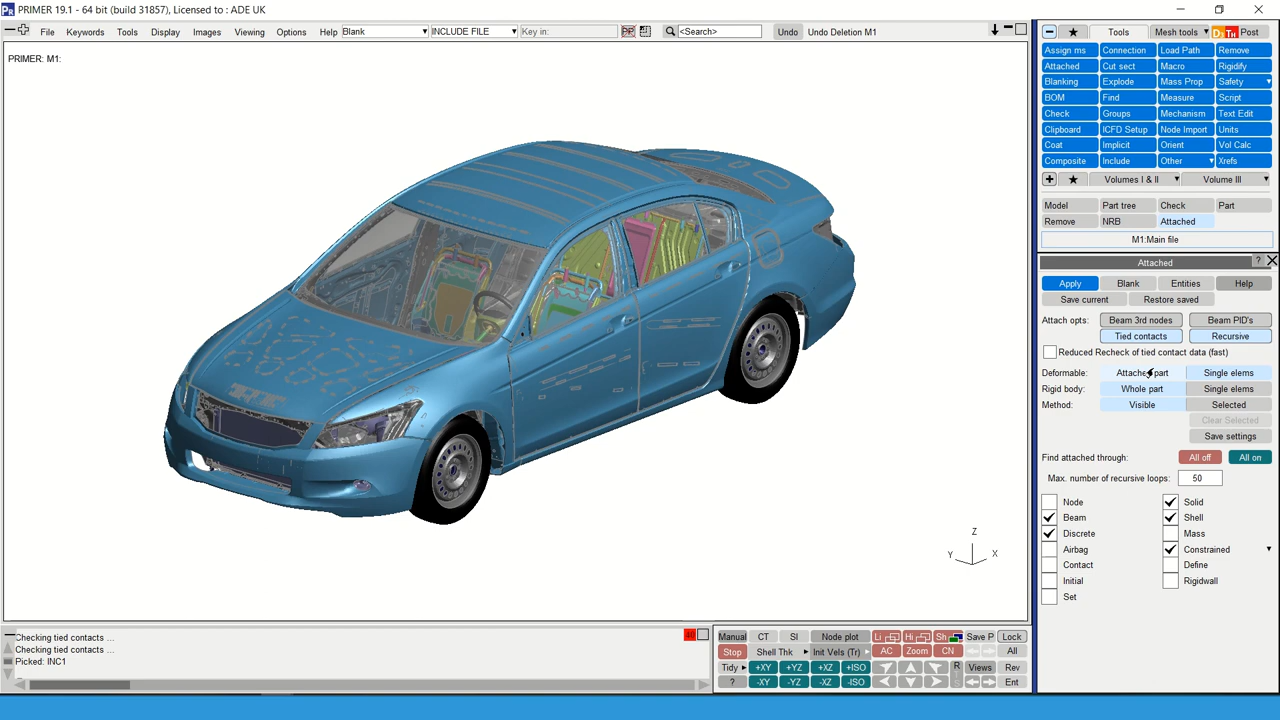 PRIMER 19.1 - 64 bit (build 31857), Licensed to : ADE UK
File Keywords Tools Display Images Viewing Options Help Blank INCLUDE FILE Key in: <Search> Undo Undo Deletion M1
PRIMER: M1:
Z
Y X
Checking tied contacts ...
Checking tied contacts ...
Picked: INC1
Manual CT SI Node plot Li Hi Sh Save P Lock
Stop Shell Thk Init Vels (Tr) AC Zoom CN All
Tidy +XY +YZ +XZ +ISO R Views Rev
? -XY -YZ -XZ -ISO Ent
Tools Mesh tools Post
Assign ms Connection Load Path Remove
Attached Cut sect Macro Rigidify
Blanking Explode Mass Prop Safety
BOM Find Measure Script
Check Groups Mechanism Text Edit
Clipboard ICFD Setup Node Import Units
Coat Implicit Orient Vol Calc
Composite Include Other Xrefs
Volumes I & II Volume III
Model Part tree Check Part
Remove NRB Attached
M1:Main file
Attached ?
Apply Blank Entities Help
Save current Restore saved
Attach opts: Beam 3rd nodes Beam PID's
Tied contacts Recursive
Reduced Recheck of tied contact data (fast)
Deformable: Attached part Single elems
Rigid body: Whole part Single elems
Method: Visible Selected
Clear Selected
Save settings
Find attached through: All off All on
Max. number of recursive loops: 50
Node Solid
Beam Shell
Discrete Mass
Airbag Constrained
Contact Define
Initial Rigidwall
Set